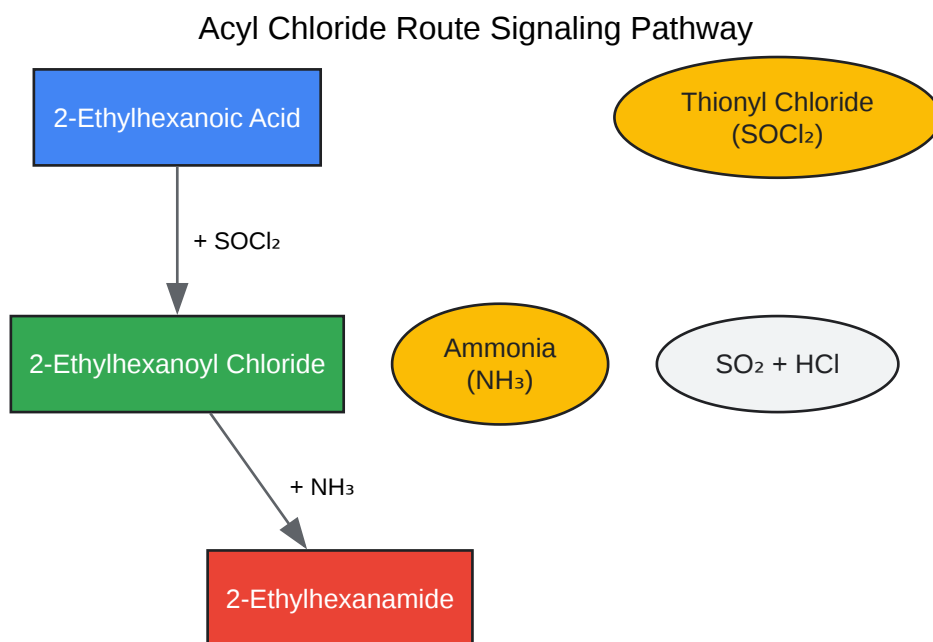 Acyl Chloride Route Signaling Pathway
2-Ethylhexanoic Acid
Thionyl Chloride
(SOCl₂)
+ SOCl₂
2-Ethylhexanoyl Chloride
Ammonia
(NH₃)
SO₂ + HCl
+ NH₃
2-Ethylhexanamide